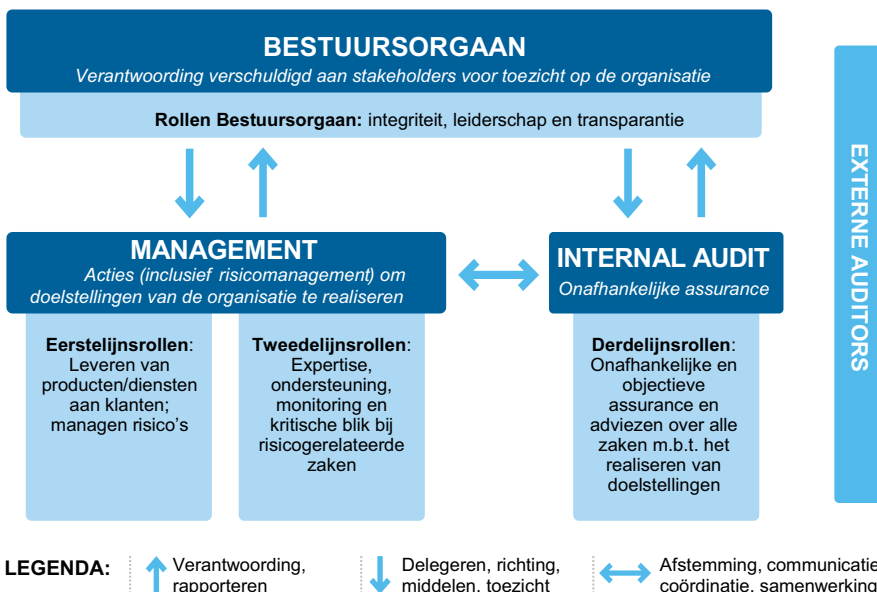 BESTUURSORGAAN
Verantwoording verschuldigd aan stakeholders voor toezicht op de organisatie
Rollen Bestuursorgaan: integriteit, leiderschap en transparantie
MANAGEMENT
Acties (inclusief risicomanagement) om
doelstellingen van de organisatie te realiseren
Eerstelijnsrollen:
Leveren van
producten/diensten
aan klanten;
managen risico's
Tweedelijnsrollen:
Expertise,
ondersteuning,
monitoring en
kritische blik bij
risicogerelateerde
zaken
INTERNAL AUDIT
Onafhankelijke assurance
Derdelijnsrollen:
Onafhankelijke en
objectieve
assurance en
adviezen over alle
zaken m.b.t. het
realiseren van
doelstellingen
EXTERNE AUDITORS
LEGENDA:
Verantwoording,
rapporteren
Delegeren, richting,
middelen, toezicht
Afstemming, communicatie
coördinatie, samenwerking